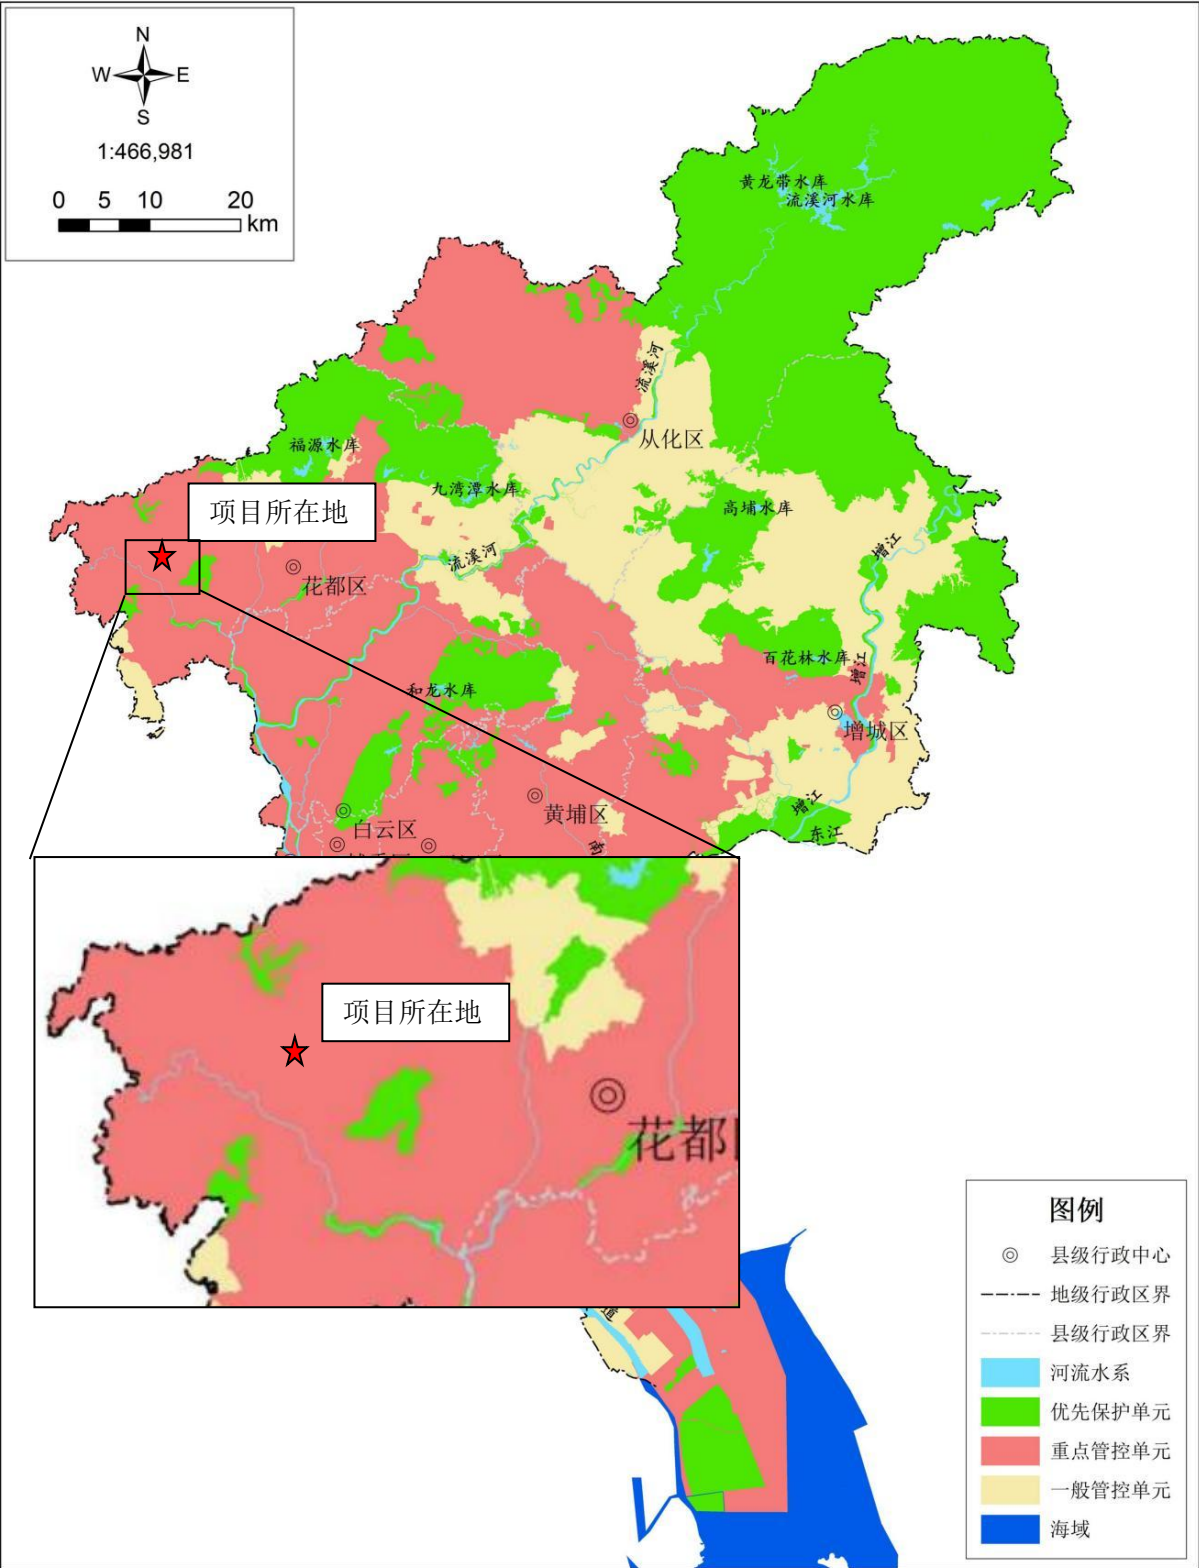 N
W E
S
1:466,981
0 5 10 20
km
黄龙带水库
流溪河水库
流溪河
从化区
福源水库
九湾潭水库
高埔水库
项目所在地
增江
流溪河
花都区
百花林水库
增江
和龙水库
增城区
增江
黄埔区
东江
白云区
南
项目所在地
花都
道
图例
县级行政中心
地级行政区界
县级行政区界
河流水系
优先保护单元
重点管控单元
一般管控单元
海域